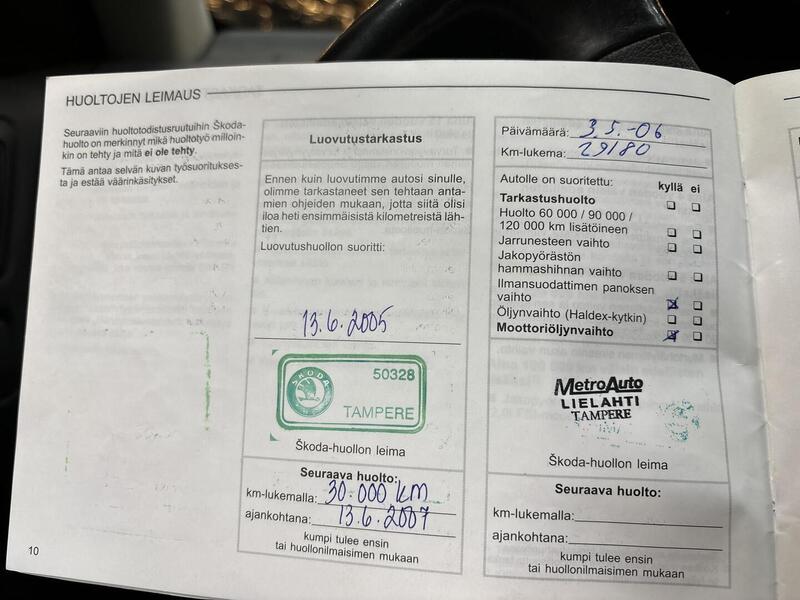 HUOLTOJEN LEIMAUS
Seuraaviin huoltotodistusruutuihin Škoda-
huolto on merkinnyt mikä huoltotyö milloin-
kin on tehty ja mitä ei ole tehty.
Tämä antaa selvän kuvan työsuorituksес-
ta ja estää väärinkäsitykset.
Luovutustarkastus
Ennen kuin luovutimme autosi sinulle,
olimme tarkastaneet sen tehtaan anta-
mien ohjeiden mukaan, jotta siitä olisi
iloa heti ensimmäisistä kilometreistä läh-
tien.
Luovutushuollon suoritti:
13.6.2005
50328
ŠKODA
TAMPERE
Škoda-huollon leima
Seuraava huolto:
km-lukemalla: 30.000 KM
ajankohtana: 13.6.2007
kumpi tulee ensin
tai huollonilmaisimen mukaan
Päivämäärä: 3.5.-06
Km-lukema: 29180
Autolle on suoritettu: kyllä ei
Tarkastushuolto
Huolto 60 000 / 90 000 /
120 000 km lisätöineen
Jarrunesteen vaihto
Jakopyörästön
hammashihnan vaihto
Ilmansuodattimen panoksen
vaihto
Öljynvaihto (Haldex-kytkin)
Moottoriöljynvaihto
MetroAuto
LIELAHTI
TAMPERE
Škoda-huollon leima
Seuraava huolto:
km-lukemalla:
ajankohtana:
kumpi tulee ensin
tai huollonilmaisimen mukaan
10